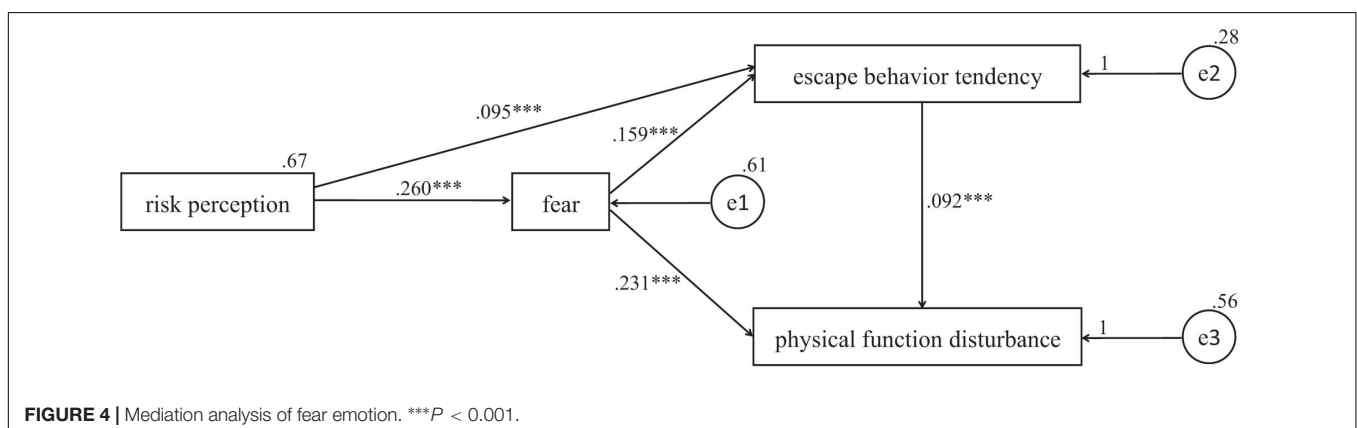 .28
escape behavior tendency
1
e2
.095***
.159***
.67
.61
risk perception
.260***
fear
e1
.092***
.231***
.56
physical function disturbance
1
e3
FIGURE 4 | Mediation analysis of fear emotion. ***P < 0.001.